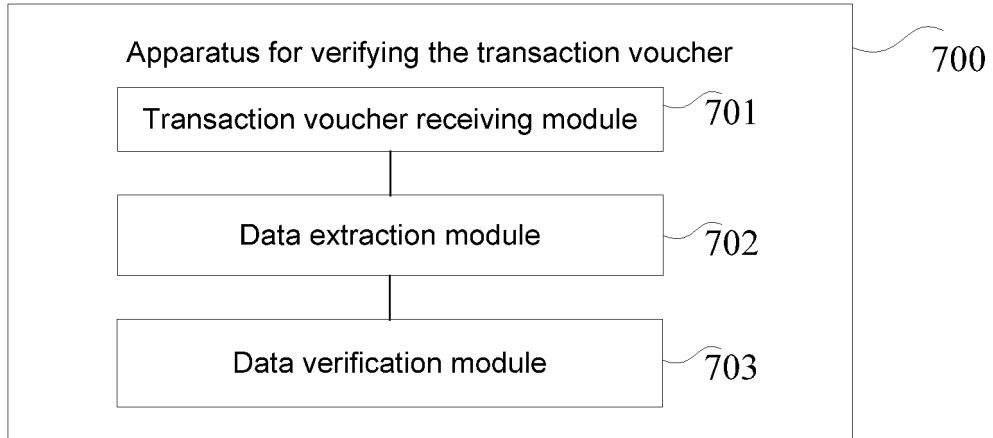 Apparatus for verifying the transaction voucher
700
Transaction voucher receiving module
701
Data extraction module
702
Data verification module
703